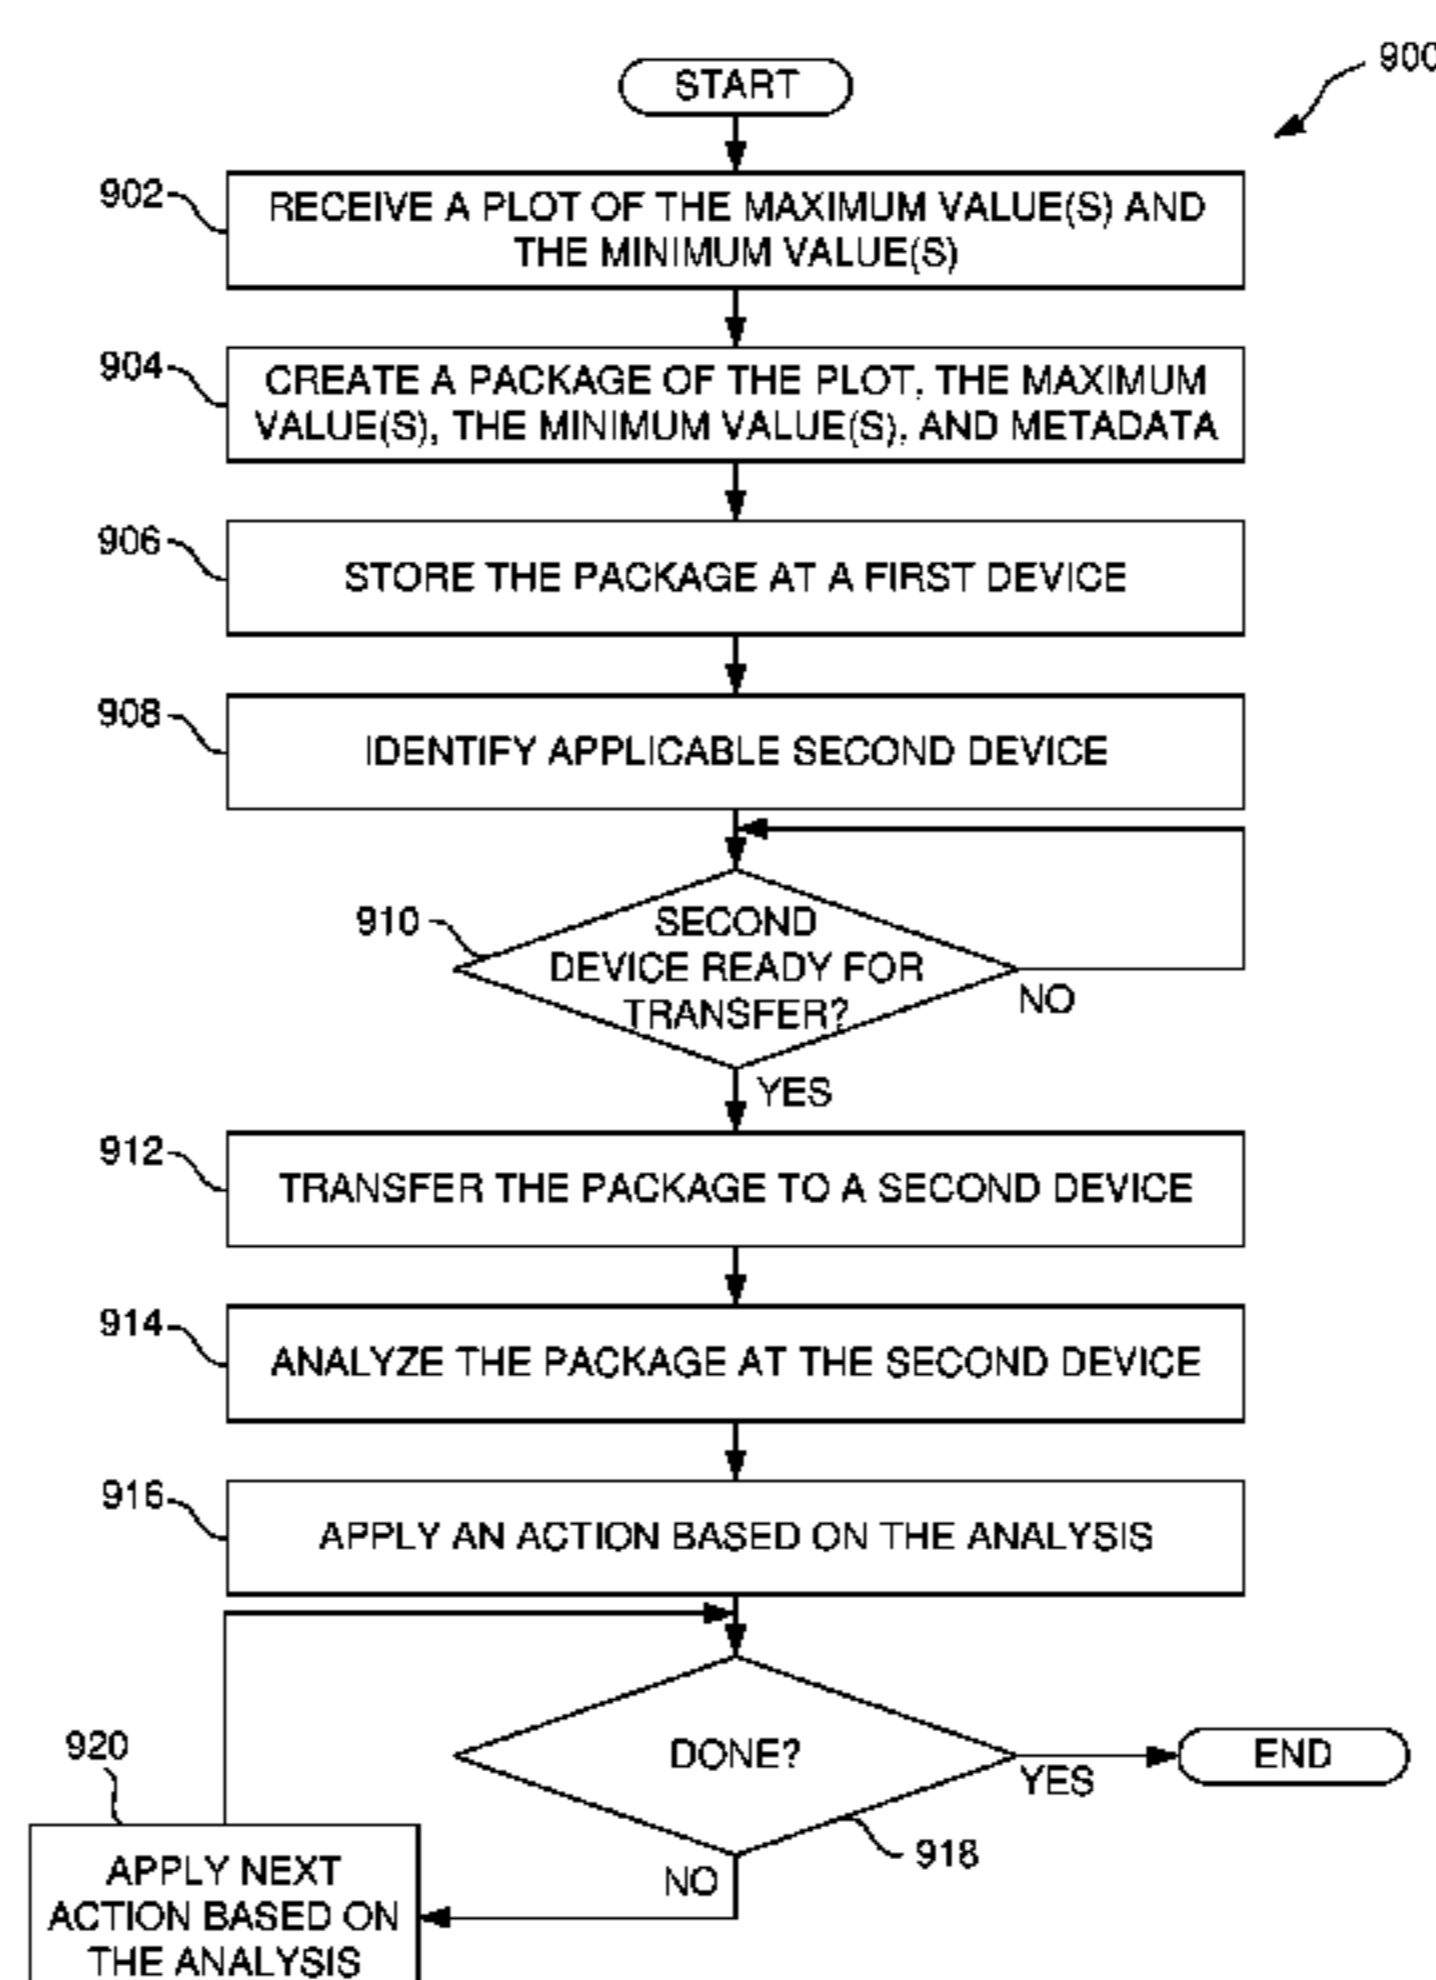 900
START
902
RECEIVE A PLOT OF THE MAXIMUM VALUE(S) AND
THE MINIMUM VALUE(S)
904
CREATE A PACKAGE OF THE PLOT, THE MAXIMUM
VALUE(S), THE MINIMUM VALUE(S), AND METADATA
906
STORE THE PACKAGE AT A FIRST DEVICE
908
IDENTIFY APPLICABLE SECOND DEVICE
910
SECOND
DEVICE READY FOR
TRANSFER?
NO
YES
912
TRANSFER THE PACKAGE TO A SECOND DEVICE
914
ANALYZE THE PACKAGE AT THE SECOND DEVICE
916
APPLY AN ACTION BASED ON THE ANALYSIS
920
DONE?
YES
END
918
NO
APPLY NEXT
ACTION BASED ON
THE ANALYSIS